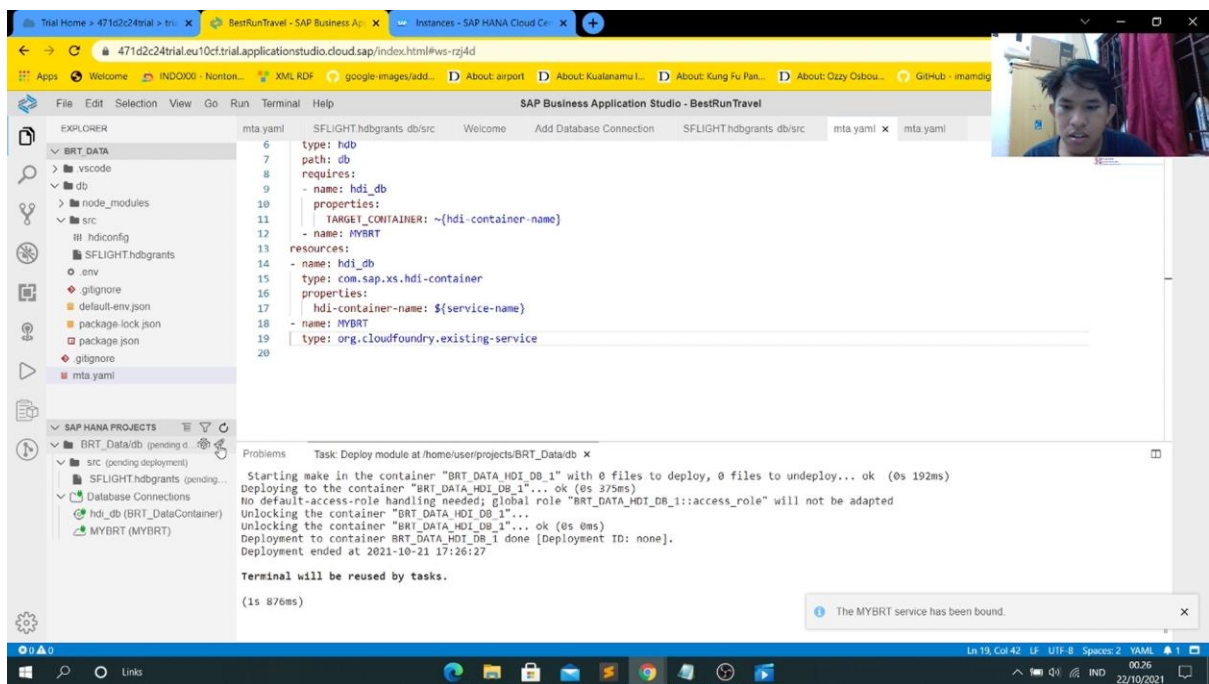 Trial Home > 471d2c24trial > tri
BestRunTravel - SAP Business Ap
Instances - SAP HANA Cloud Cen
471d2c24trial.eu10cf.trial.applicationstudio.cloud.sap/index.html#ws-rzj4d
Apps
Welcome
INDOXXI - Nonton...
XML RDF
google-images/add...
About: airport
About: Kualanamu I...
About: Kung Fu Pan...
About: Ozzy Osbou...
GitHub - imamdig
File Edit Selection View Go Run Terminal Help
SAP Business Application Studio - BestRunTravel
EXPLORER
BRT_DATA
.vscode
db
node_modules
src
.hdiconfig
SFLIGHT.hdbgrants
.env
.gitignore
default-env.json
package-lock.json
package.json
.gitignore
mta.yaml
SAP HANA PROJECTS
BRT_Data/db (pending d...
src (pending deployment)
SFLIGHT.hdbgrants (pending...
Database Connections
hdi_db (BRT_DataContainer)
MYBRT (MYBRT)
mta.yaml
SFLIGHT.hdbgrants db/src
Welcome
Add Database Connection
SFLIGHT.hdbgrants db/src
mta.yaml
mta.yaml
6 type: hdb
7 path: db
8 requires:
9 - name: hdi_db
10 properties:
11 TARGET_CONTAINER: ~{hdi-container-name}
12 - name: MYBRT
13 resources:
14 - name: hdi_db
15 type: com.sap.xs.hdi-container
16 properties:
17 hdi-container-name: ${service-name}
18 - name: MYBRT
19 type: org.cloudfoundry.existing-service
20
Problems
Task: Deploy module at /home/user/projects/BRT_Data/db
Starting make in the container "BRT_DATA_HDI_DB_1" with 0 files to deploy, 0 files to undeploy... ok (0s 192ms)
Deploying to the container "BRT_DATA_HDI_DB_1"... ok (0s 375ms)
No default-access-role handling needed; global role "BRT_DATA_HDI_DB_1::access_role" will not be adapted
Unlocking the container "BRT_DATA_HDI_DB_1"...
Unlocking the container "BRT_DATA_HDI_DB_1"... ok (0s 0ms)
Deployment to container BRT_DATA_HDI_DB_1 done [Deployment ID: none].
Deployment ended at 2021-10-21 17:26:27
Terminal will be reused by tasks.
(1s 876ms)
The MYBRT service has been bound.
0 0
Ln 19, Col 42 LF UTF-8 Spaces: 2 YAML 1
Links
IND
00.26
22/10/2021